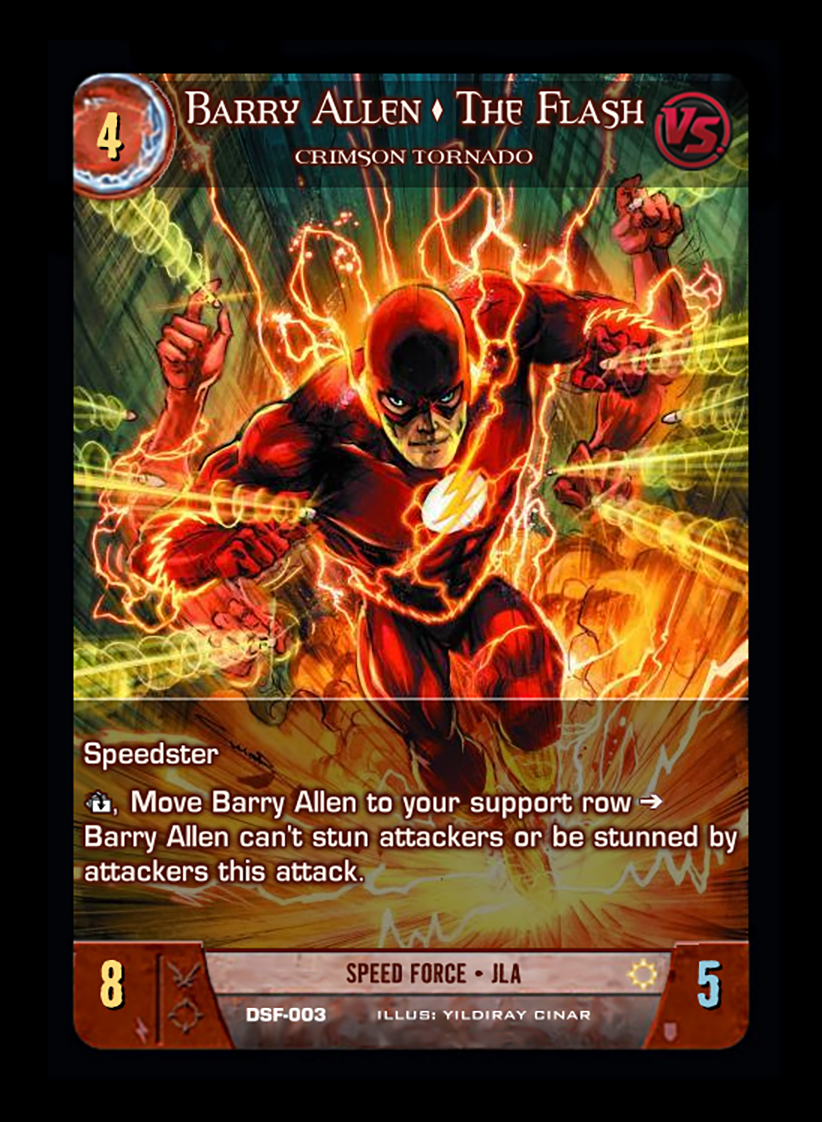 4
Barry Allen ♦ The Flash
VS.
CRIMSON TORNADO
Speedster
, Move Barry Allen to your support row →
Barry Allen can't stun attackers or be stunned by
attackers this attack.
8
SPEED FORCE • JLA
5
DSF-003 ILLUS: YILDIRAY CINAR